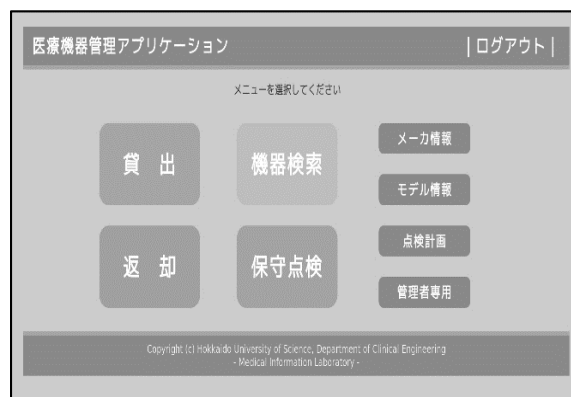 医療機器管理アプリケーション
|ログアウト|
メニューを選択してください
貸 出
機器検索
メーカ情報
モデル情報
返 却
保守点検
点検計画
管理者専用
Copyright (c) Hokkaido University of Science, Department of Clinical Engineering
- Medical Information Laboratory -